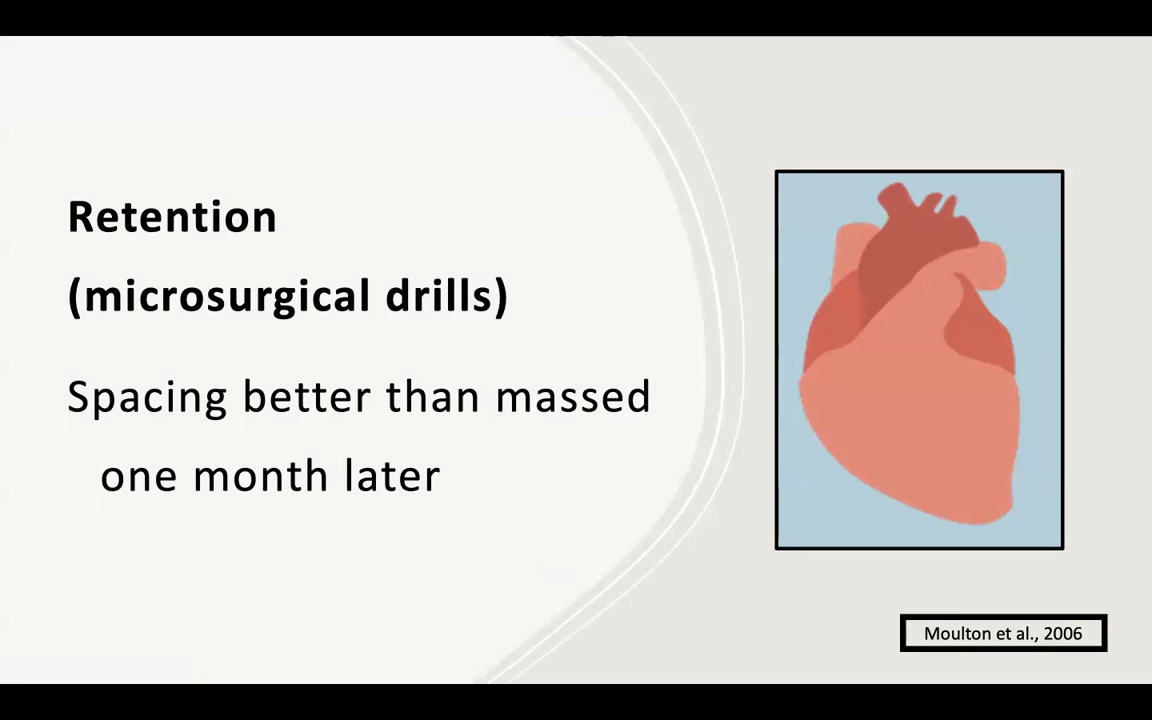 Retention
(microsurgical drills)
Spacing better than massed
one month later
Moulton et al., 2006